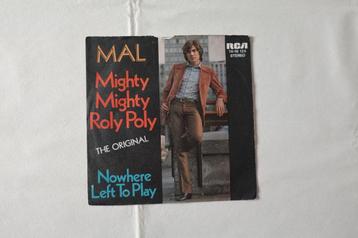 MAL
Mighty
Mighty
Roly Poly
THE ORIGINAL
Nowhere
Left To Play
RCA
STEREO